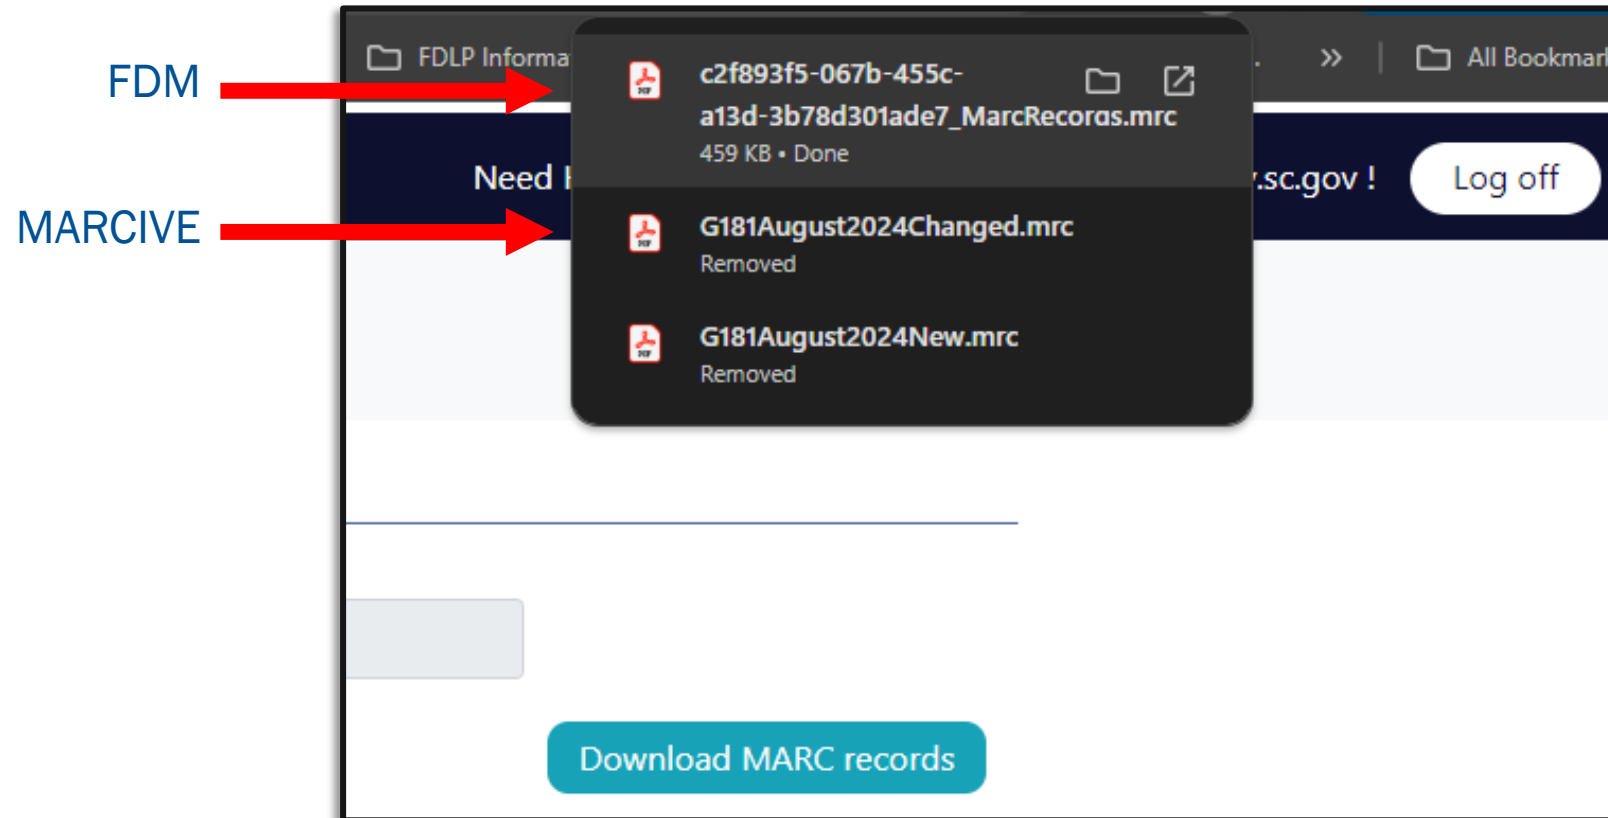 FDM
MARCIVE
FDLP Informa
All Bookmark
c2f893f5-067b-455c-
a13d-3b78d301ade7_MarcRecords.mrc
459 KB • Done
Need H
.sc.gov !
Log off
G181August2024Changed.mrc
Removed
G181August2024New.mrc
Removed
Download MARC records